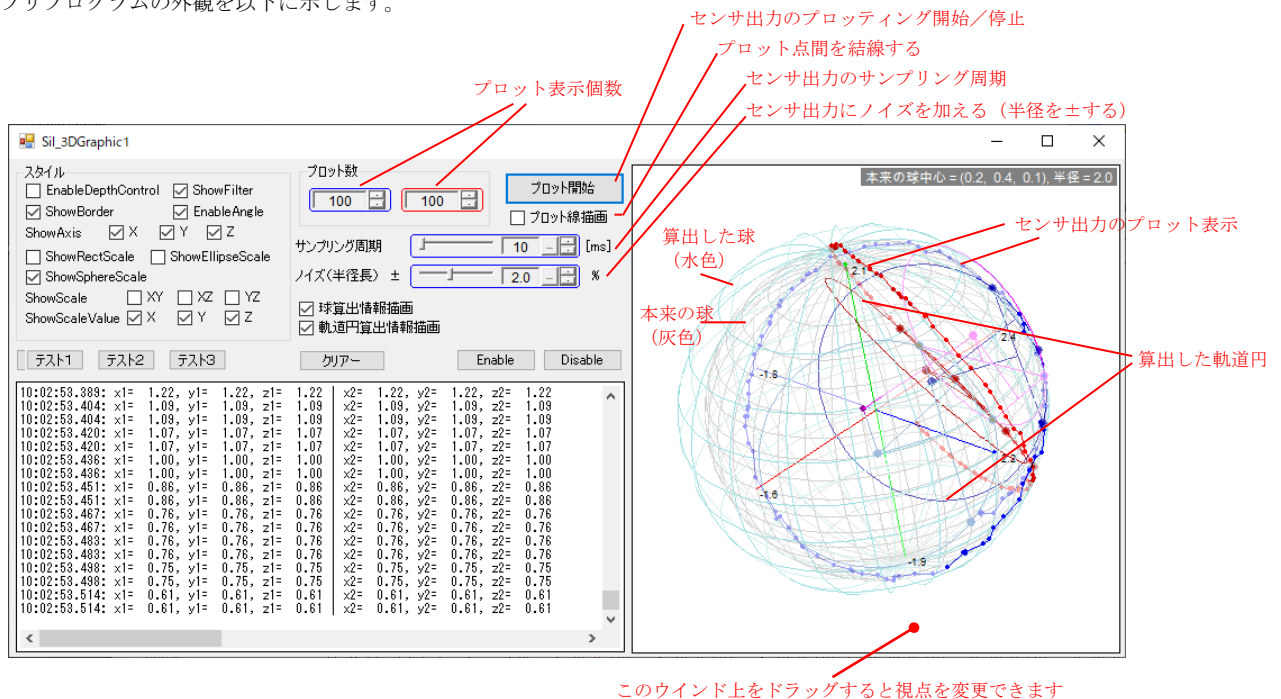 プリプログラムの外観を以下に示します。
センサ出力のプロッティング開始／停止
プロット点間を結線する
センサ出力のサンプリング周期
プロット表示個数
センサ出力にノイズを加える（半径を±する）
Sil_3DGraphic1
スタイル
EnableDepthControl ShowFilter
ShowBorder EnableAngle
ShowAxis X Y Z
ShowRectScale ShowEllipseScale
ShowSphereScale
ShowScale XY XZ YZ
ShowScaleValue X Y Z
プロット数
100 100
プロット開始
プロット線描画
サンプリング周期 10 [ms]
ノイズ(半径長) ± 2.0 %
球算出情報描画
軌道円算出情報描画
テスト1 テスト2 テスト3 クリアー Enable Disable
10:02:53.389: x1= 1.22, y1= 1.22, z1= 1.22 | x2= 1.22, y2= 1.22, z2= 1.22
10:02:53.404: x1= 1.09, y1= 1.09, z1= 1.09 | x2= 1.09, y2= 1.09, z2= 1.09
10:02:53.404: x1= 1.09, y1= 1.09, z1= 1.09 | x2= 1.09, y2= 1.09, z2= 1.09
10:02:53.420: x1= 1.07, y1= 1.07, z1= 1.07 | x2= 1.07, y2= 1.07, z2= 1.07
10:02:53.420: x1= 1.07, y1= 1.07, z1= 1.07 | x2= 1.07, y2= 1.07, z2= 1.07
10:02:53.436: x1= 1.00, y1= 1.00, z1= 1.00 | x2= 1.00, y2= 1.00, z2= 1.00
10:02:53.436: x1= 1.00, y1= 1.00, z1= 1.00 | x2= 1.00, y2= 1.00, z2= 1.00
10:02:53.451: x1= 0.86, y1= 0.86, z1= 0.86 | x2= 0.86, y2= 0.86, z2= 0.86
10:02:53.451: x1= 0.86, y1= 0.86, z1= 0.86 | x2= 0.86, y2= 0.86, z2= 0.86
10:02:53.467: x1= 0.76, y1= 0.76, z1= 0.76 | x2= 0.76, y2= 0.76, z2= 0.76
10:02:53.467: x1= 0.76, y1= 0.76, z1= 0.76 | x2= 0.76, y2= 0.76, z2= 0.76
10:02:53.483: x1= 0.76, y1= 0.76, z1= 0.76 | x2= 0.76, y2= 0.76, z2= 0.76
10:02:53.483: x1= 0.76, y1= 0.76, z1= 0.76 | x2= 0.76, y2= 0.76, z2= 0.76
10:02:53.498: x1= 0.75, y1= 0.75, z1= 0.75 | x2= 0.75, y2= 0.75, z2= 0.75
10:02:53.498: x1= 0.75, y1= 0.75, z1= 0.75 | x2= 0.75, y2= 0.75, z2= 0.75
10:02:53.514: x1= 0.61, y1= 0.61, z1= 0.61 | x2= 0.61, y2= 0.61, z2= 0.61
10:02:53.514: x1= 0.61, y1= 0.61, z1= 0.61 | x2= 0.61, y2= 0.61, z2= 0.61
本来の球中心＝(0.2, 0.4, 0.1), 半径＝2.0
センサ出力のプロット表示
算出した球
（水色）
本来の球
（灰色）
算出した軌道円
2.1
2.4
-1.8
2.2
-1.6
-1.9
このウインド上をドラッグすると視点を変更できます